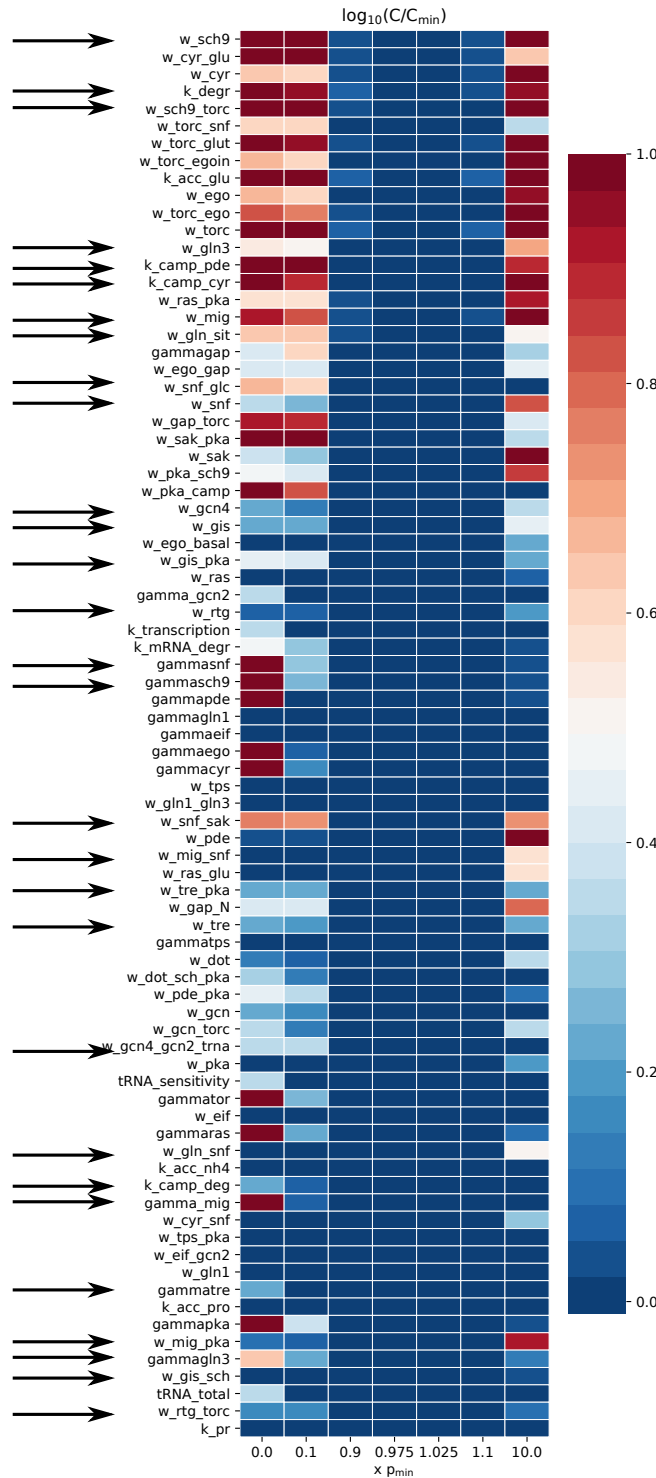 log₁₀(C/Cₘᵢₙ)
w_sch9
w_cyr_glu
w_cyr
k_degr
w_sch9_torc
w_torc_snf
w_torc_glut
w_torc_egoin
k_acc_glu
w_ego
w_torc_ego
w_torc
w_gln3
k_camp_pde
k_camp_cyr
w_ras_pka
w_mig
w_gln_sit
gammagap
w_ego_gap
w_snf_glc
w_snf
w_gap_torc
w_sak_pka
w_sak
w_pka_sch9
w_pka_camp
w_gcn4
w_gis
w_ego_basal
w_gis_pka
w_ras
gamma_gcn2
w_rtg
k_transcription
k_mRNA_degr
gammasnf
gammasch9
gammapde
gammagln1
gammaeif
gammaego
gammacyr
w_tps
w_gln1_gln3
w_snf_sak
w_pde
w_mig_snf
w_ras_glu
w_tre_pka
w_gap_N
w_tre
gammatps
w_dot
w_dot_sch_pka
w_pde_pka
w_gcn
w_gcn_torc
w_gcn4_gcn2_trna
w_pka
tRNA_sensitivity
gammator
w_eif
gammaras
w_gln_snf
k_acc_nh4
k_camp_deg
gamma_mig
w_cyr_snf
w_tps_pka
w_eif_gcn2
w_gln1
gammatre
k_acc_pro
gammapka
w_mig_pka
gammagln3
w_gis_sch
tRNA_total
w_rtg_torc
k_pr
0.0 0.1 0.9 0.975 1.025 1.1 10.0
x pₘᵢₙ
1.0
0.8
0.6
0.4
0.2
0.0